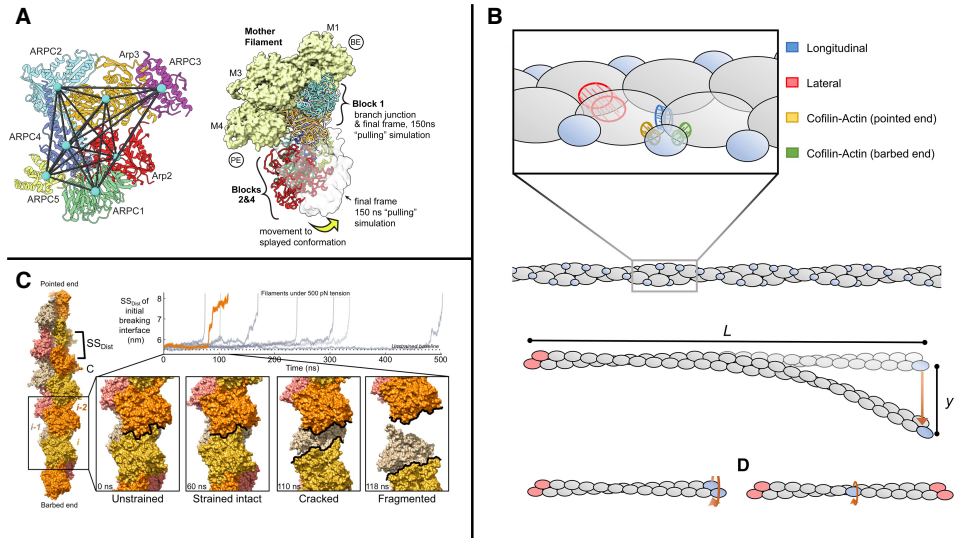 A
ARPC2
Arp3
ARPC3
ARPC4
Arp2
ARPC5
ARPC1
Mother
Filament
M1
BE
M3
M4
PE
Block 1
branch junction
& final frame, 150ns
"pulling" simulation
Blocks
2&4
final frame
150 ns "pulling"
simulation
movement to
splayed conformation
B
Longitudinal
Lateral
Cofilin-Actin (pointed end)
Cofilin-Actin (barbed end)
L
y
C
Pointed end
SSDist
C
i-2
i-1
i
Barbed end
SSDist of
initial
breaking
interface
(nm)
8
7
6
Filaments under 500 pN tension
Unstrained baseline
0
100
200
300
400
500
Time (ns)
0 ns
60 ns
110 ns
118 ns
Unstrained
Strained intact
Cracked
Fragmented
D